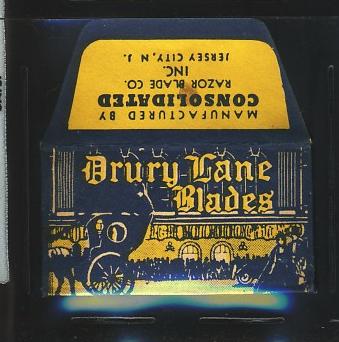 MANUFACTURED BY
CONSOLIDATED
RAZOR BLADE CO.
INC.
JERSEY CITY, N. J.
Drury Lane
Blades